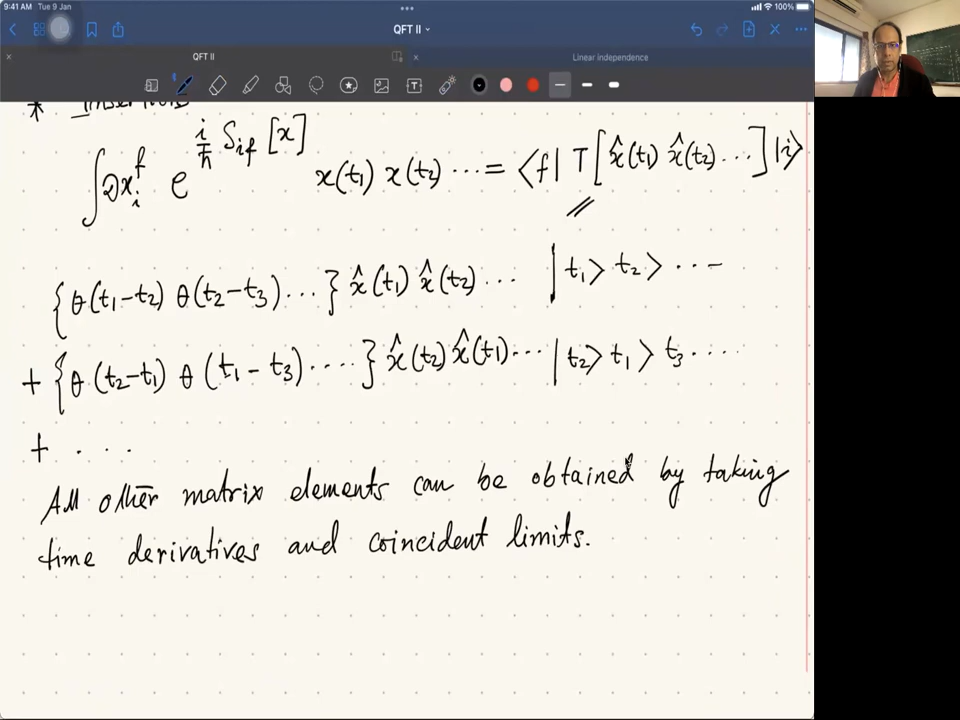 9:41 AM Tue 9 Jan
100%
QFT II
QFT II
Linear independence
* Insertions
∫𝒟x_i^f e^{i/ħ S_if[x]} x(t₁) x(t₂) ⋯ = ⟨f| T[x̂(t₁) x̂(t₂) ⋯] |i⟩
{θ(t₁−t₂) θ(t₂−t₃)⋯} x̂(t₁) x̂(t₂) ⋯ | t₁ > t₂ > ⋯
+ {θ(t₂−t₁) θ(t₁−t₃)⋯} x̂(t₂) x̂(t₁)⋯ | t₂ > t₁ > t₃ ⋯
+ ⋯
All other matrix elements can be obtained by taking
time derivatives and coincident limits.